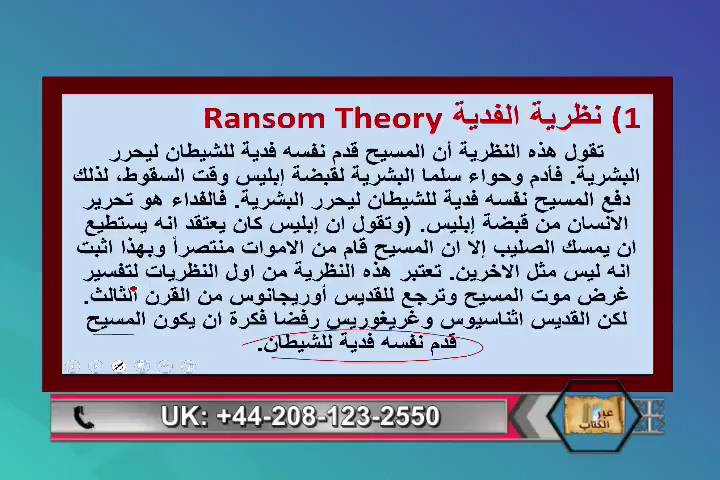 1) نظرية الفدية Ransom Theory
تقول هذه النظرية أن المسيح قدم نفسه فدية للشيطان ليحرر
البشرية. فأدم وحواء سلما البشرية لقبضة إبليس وقت السقوط، لذلك
دفع المسيح نفسه فدية للشيطان ليحرر البشرية. فالفداء هو تحرير
الانسان من قبضة إبليس. (وتقول ان إبليس كان يعتقد انه يستطيع
ان يمسك الصليب إلا ان المسيح قام من الاموات منتصراً وبهذا اثبت
انه ليس مثل الاخرين. تعتبر هذه النظرية من اول النظريات لتفسير
غرض موت المسيح وترجع للقديس أوريجانوس من القرن الثالث.
لكن القديس اثناسيوس وغريغوريس رفضا فكرة ان يكون المسيح
قدم نفسه فدية للشيطان.
UK: +44-208-123-2550
عبر
الكتاب